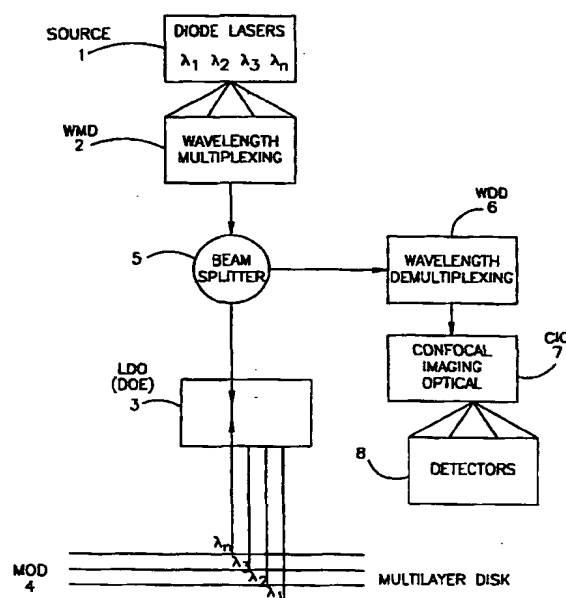 SOURCE
1
DIODE LASERS
λ1 λ2 λ3 λn
WMD
2
WAVELENGTH
MULTIPLEXING
5
BEAM
SPLITTER
WDD
6
WAVELENGTH
DEMULTIPLEXING
LDO
(DOE)
3
CONFOCAL
IMAGING
OPTICAL
CIO
7
8
DETECTORS
λn
λ3
λ2
λ1
MOD
4
MULTILAYER DISK